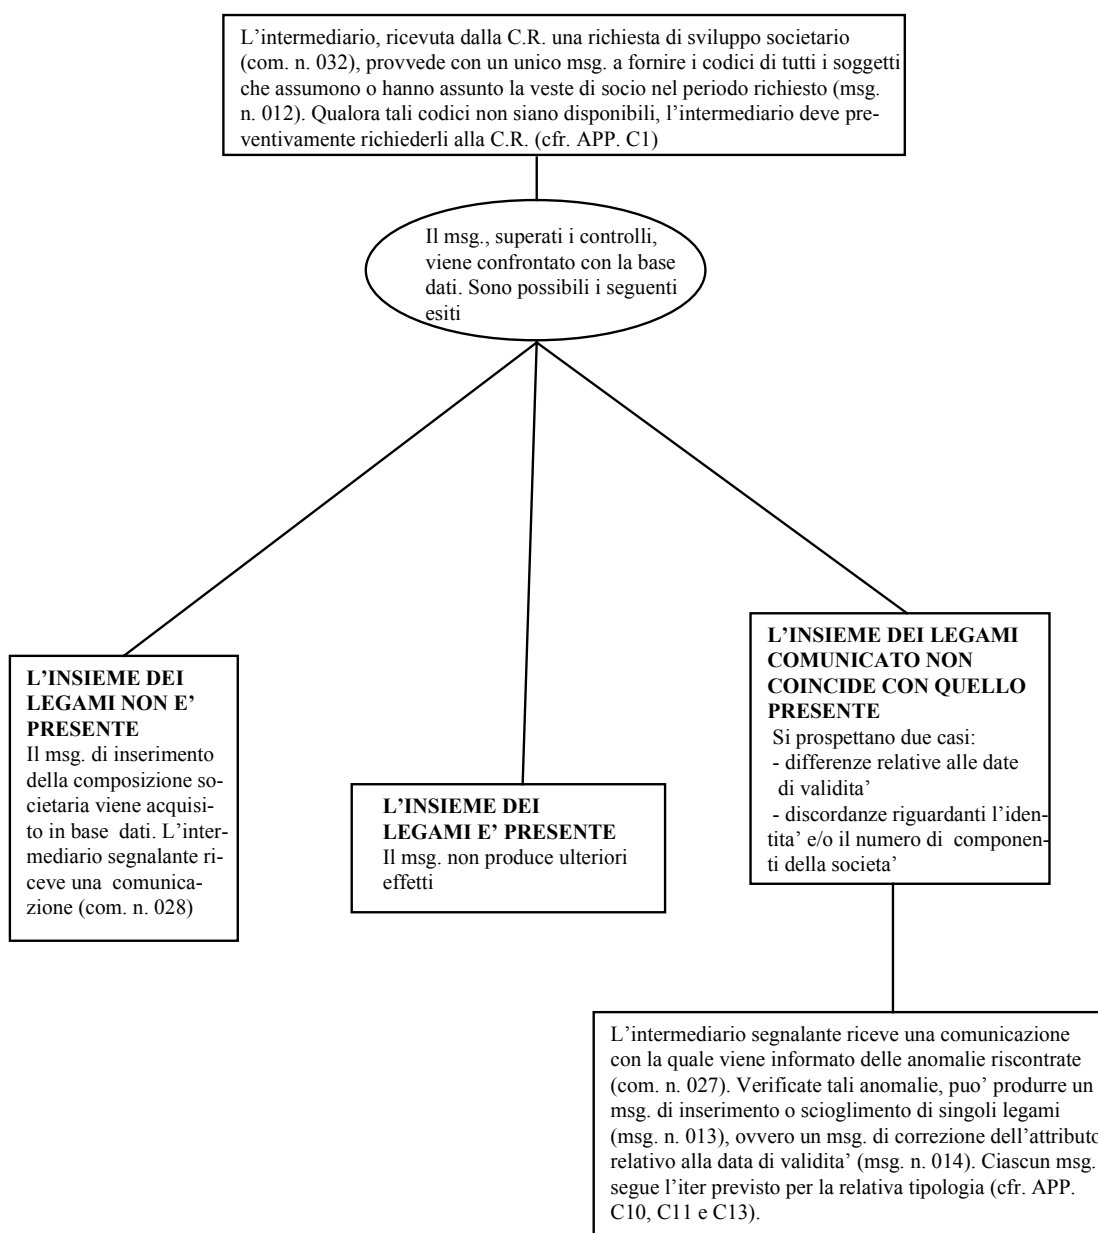 L’intermediario, ricevuta dalla C.R. una richiesta di sviluppo societario
(com. n. 032), provvede con un unico msg. a fornire i codici di tutti i soggetti
che assumono o hanno assunto la veste di socio nel periodo richiesto (msg.
n. 012). Qualora tali codici non siano disponibili, l’intermediario deve pre-
ventivamente richiederli alla C.R. (cfr. APP. C1)
Il msg., superati i controlli,
viene confrontato con la base
dati. Sono possibili i seguenti
esiti
L’INSIEME DEI
LEGAMI NON E’
PRESENTE
Il msg. di inserimento
della composizione so-
cietaria viene acquisi-
to in base  dati. L’inter-
mediario segnalante ri-
ceve una  comunica-
zione (com. n. 028)
L’INSIEME DEI
LEGAMI E’ PRESENTE
Il msg. non produce ulteriori
effetti
L’INSIEME DEI LEGAMI
COMUNICATO NON
COINCIDE CON QUELLO
PRESENTE
Si prospettano due casi:
- differenze relative alle date
di validita’
- discordanze riguardanti l’iden-
tita’ e/o il numero di  componen-
ti della societa’
L’intermediario segnalante riceve una comunicazione
con la quale viene informato delle anomalie riscontrate
(com. n. 027). Verificate tali anomalie, puo’ produrre un
msg. di inserimento o scioglimento di singoli legami
(msg. n. 013), ovvero un msg. di correzione dell’attributo
relativo alla data di validita’ (msg. n. 014). Ciascun msg.
segue l’iter previsto per la relativa tipologia (cfr. APP.
C10, C11 e C13).